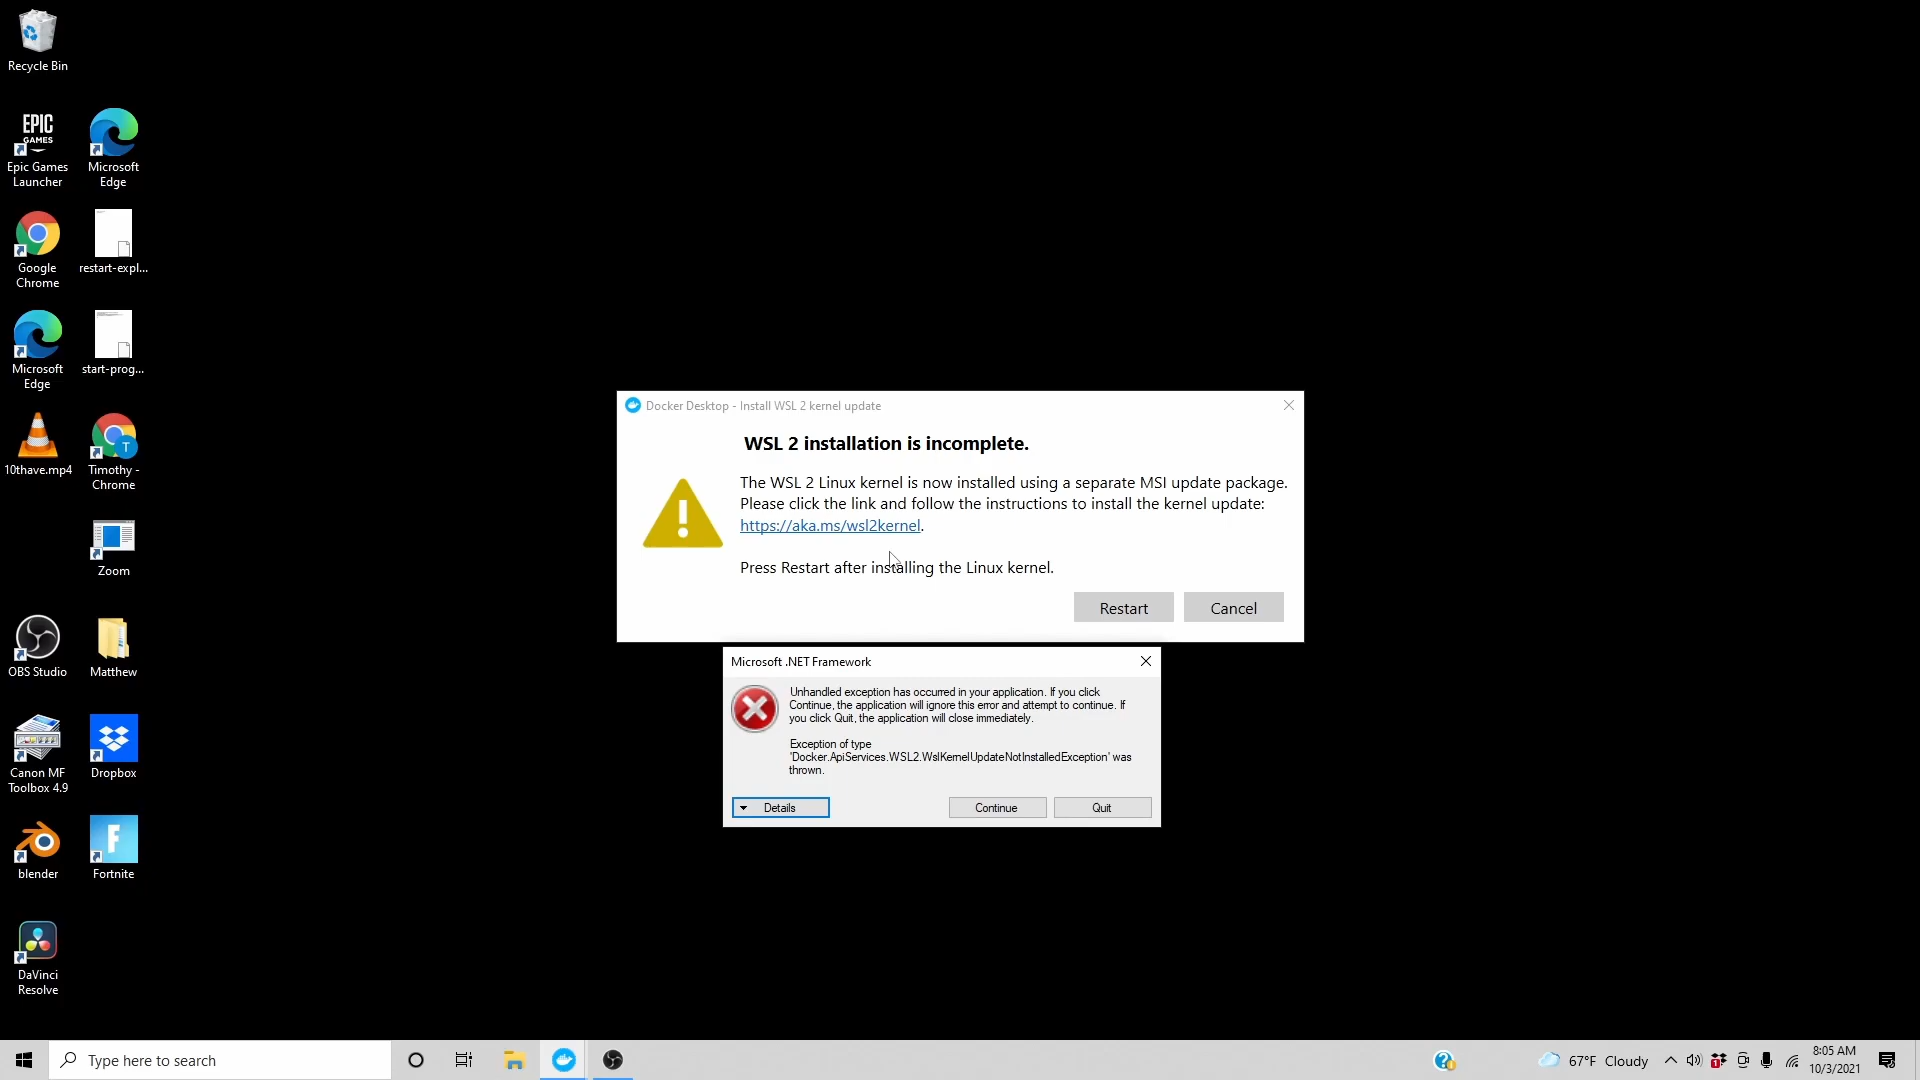 Recycle Bin
EPIC
GAMES
Epic Games
Launcher
Microsoft
Edge
Google
Chrome
restart-expl...
Microsoft
Edge
start-prog...
10thave.mp4
T
Timothy -
Chrome
Zoom
OBS Studio
Matthew
Canon MF
Toolbox 4.9
Dropbox
blender
F
Fortnite
DaVinci
Resolve
Docker Desktop - Install WSL 2 kernel update
WSL 2 installation is incomplete.
The WSL 2 Linux kernel is now installed using a separate MSI update package.
Please click the link and follow the instructions to install the kernel update:
https://aka.ms/wsl2kernel.
Press Restart after installing the Linux kernel.
Restart
Cancel
Microsoft .NET Framework
Unhandled exception has occurred in your application. If you click
Continue, the application will ignore this error and attempt to continue. If
you click Quit, the application will close immediately.
Exception of type
'Docker.ApiServices.WSL2.WslKernelUpdateNotInstalledException' was
thrown.
Details
Continue
Quit
Type here to search
67°F Cloudy
8:05 AM
10/3/2021